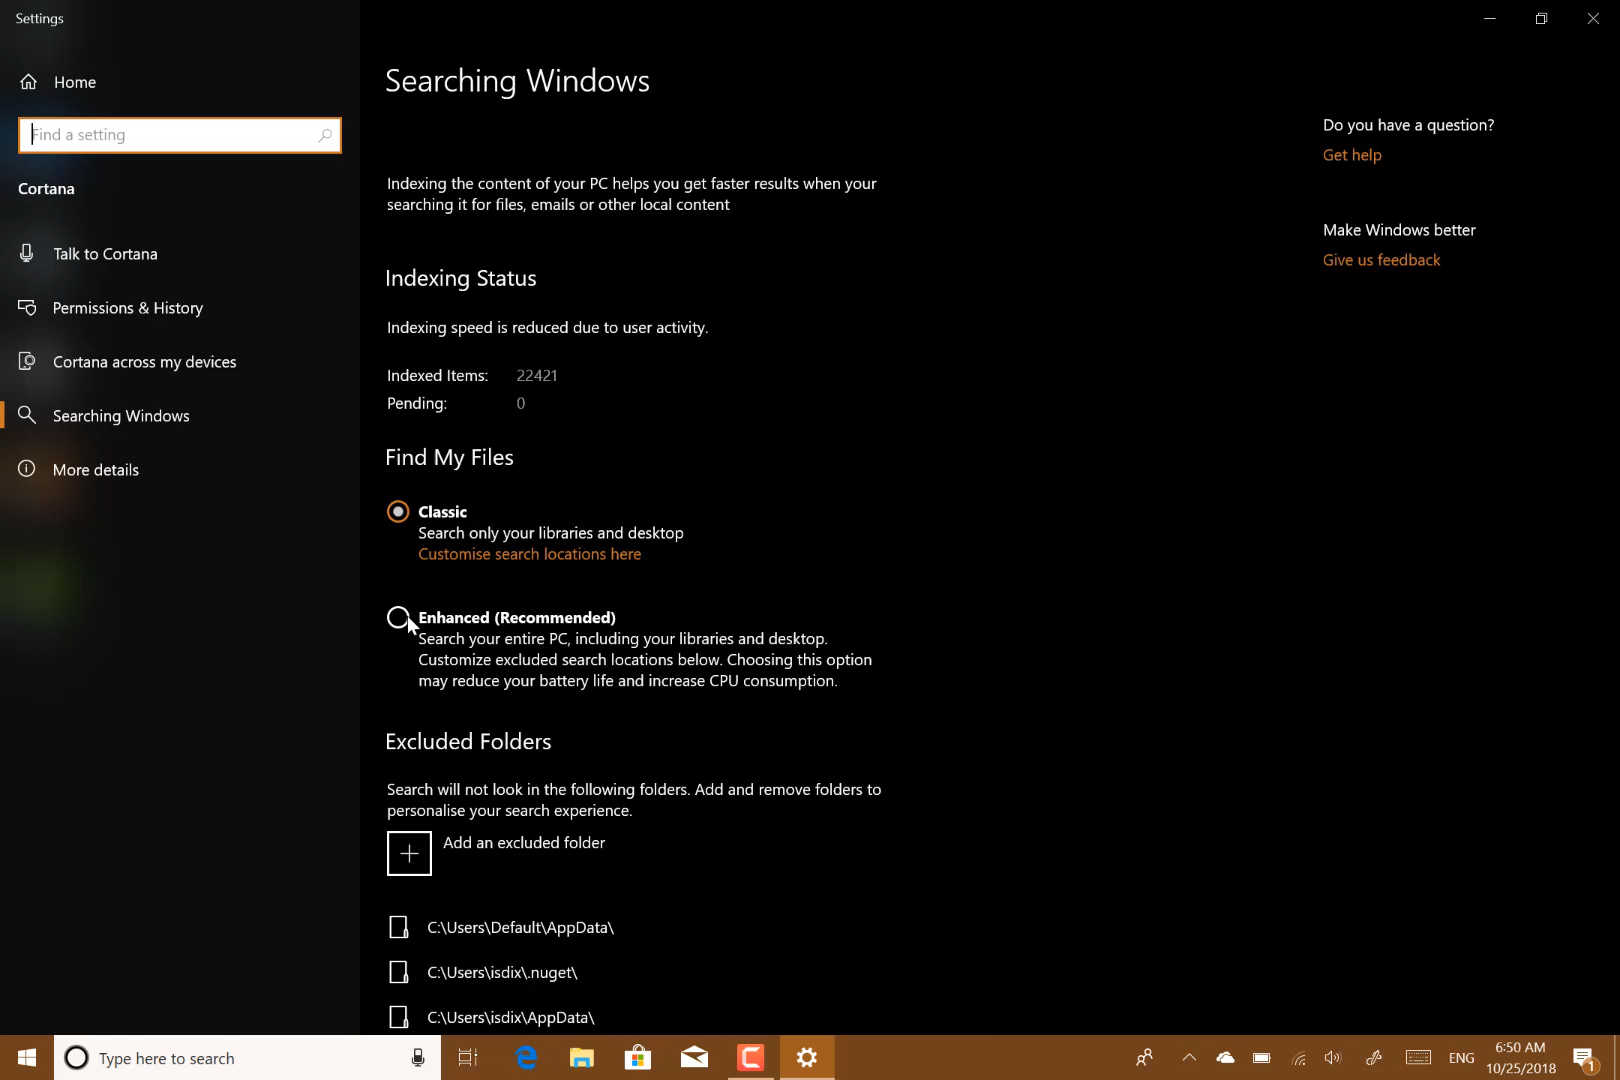 Settings
Home
Find a setting
Cortana
Talk to Cortana
Permissions & History
Cortana across my devices
Searching Windows
More details
Searching Windows
Indexing the content of your PC helps you get faster results when your
searching it for files, emails or other local content
Indexing Status
Indexing speed is reduced due to user activity.
Indexed Items: 22421
Pending: 0
Find My Files
Classic
Search only your libraries and desktop
Customise search locations here
Enhanced (Recommended)
Search your entire PC, including your libraries and desktop.
Customize excluded search locations below. Choosing this option
may reduce your battery life and increase CPU consumption.
Excluded Folders
Search will not look in the following folders. Add and remove folders to
personalise your search experience.
Add an excluded folder
C:\Users\Default\AppData\
C:\Users\isdix\.nuget\
C:\Users\isdix\AppData\
Do you have a question?
Get help
Make Windows better
Give us feedback
Type here to search
ENG
6:50 AM
10/25/2018
1